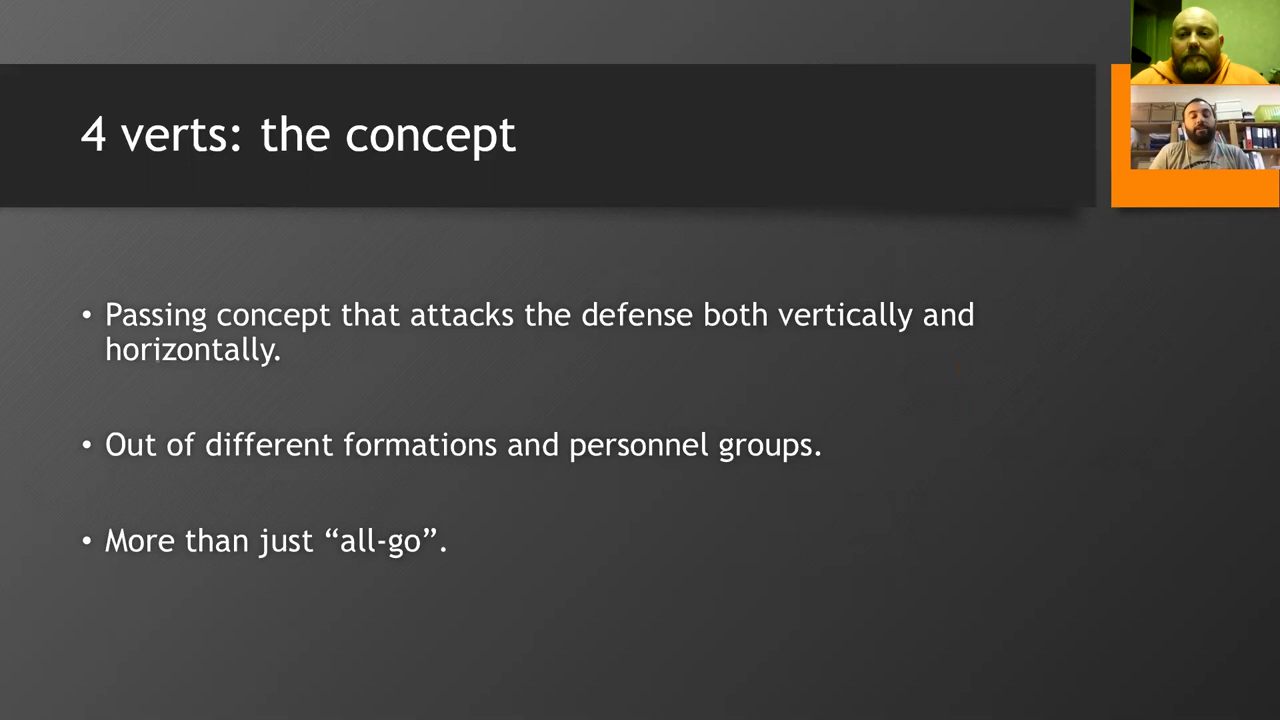 4 verts: the concept
• Passing concept that attacks the defense both vertically and
horizontally.
• Out of different formations and personnel groups.
• More than just “all-go”.